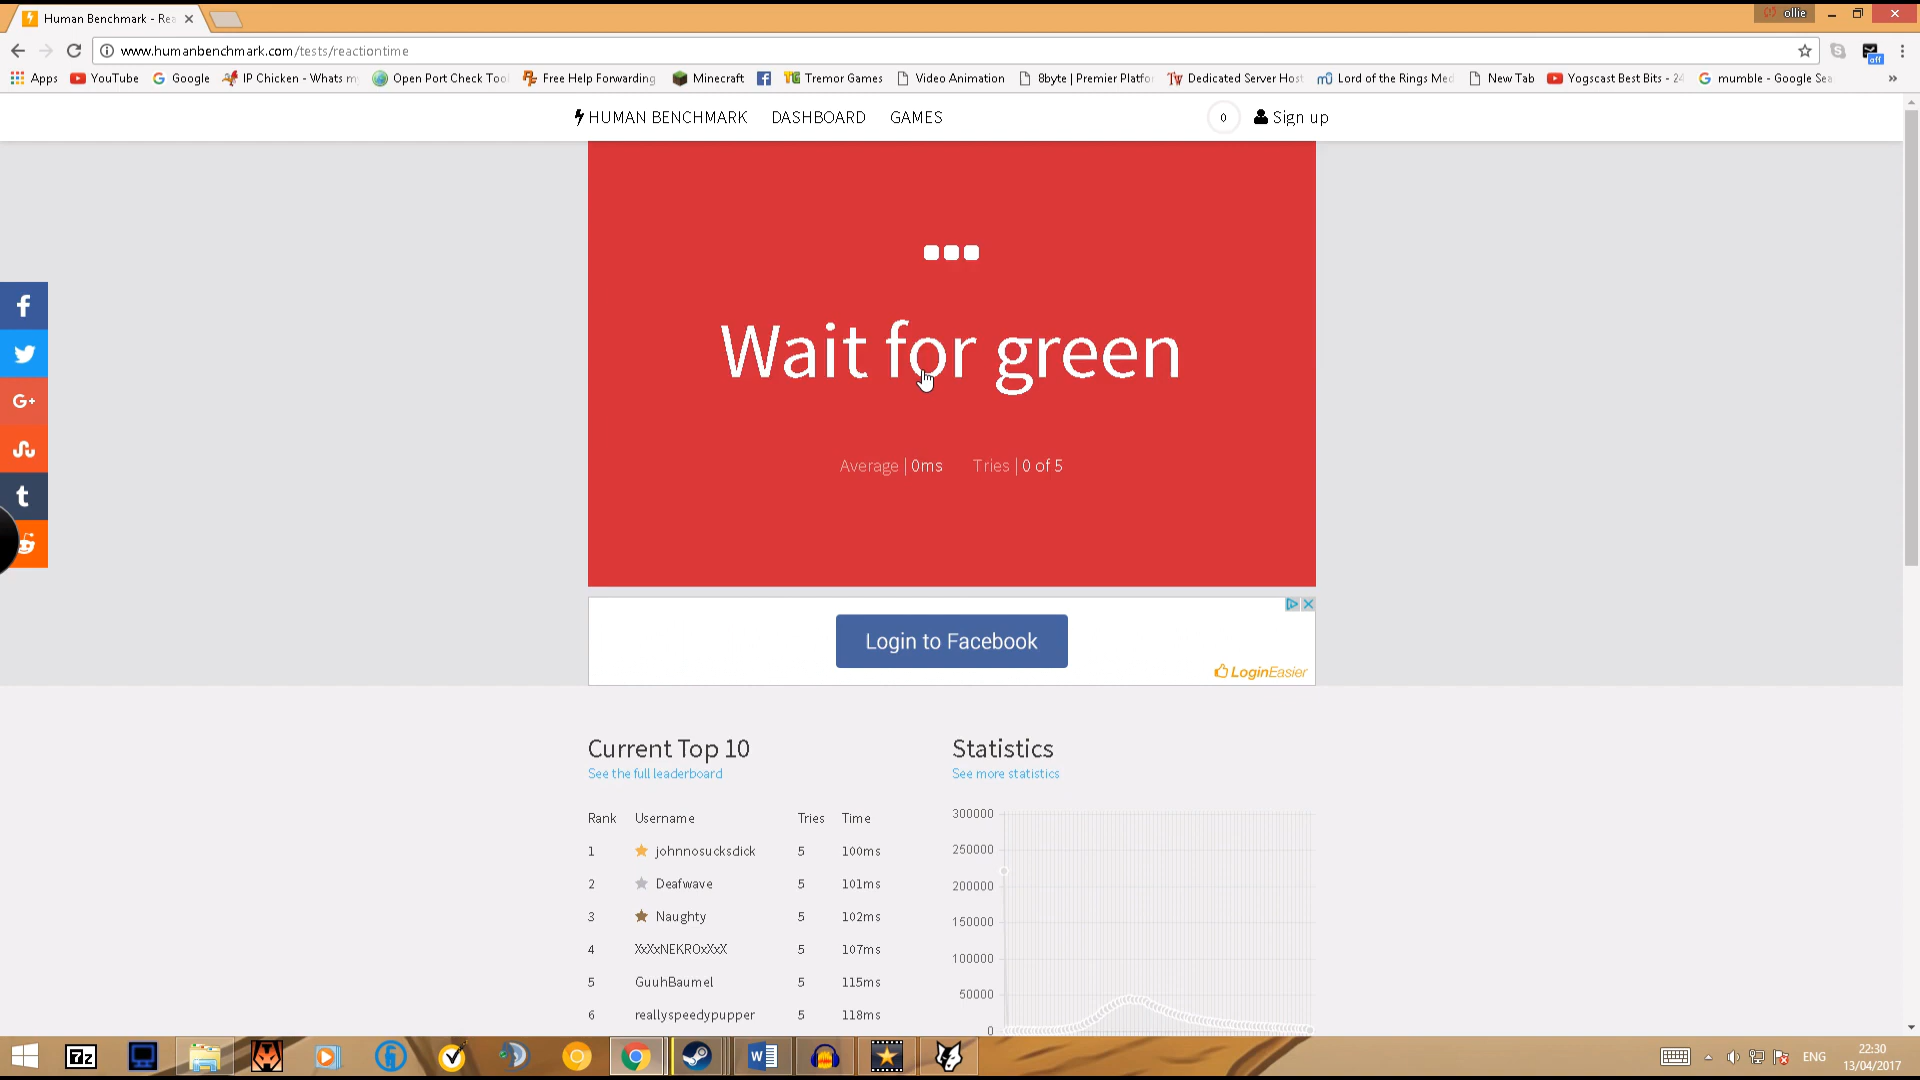 Human Benchmark - Rea
ollie
www.humanbenchmark.com/tests/reactiontime
Apps YouTube Google IP Chicken - Whats m Open Port Check Too Free Help Forwarding Minecraft Tremor Games Video Animation 8byte | Premier Platfo Dedicated Server Host Lord of the Rings Med New Tab Yogscast Best Bits - 24 mumble - Google Sea »
off
HUMAN BENCHMARK DASHBOARD GAMES 0 Sign up
Wait for green
Average | 0ms Tries | 0 of 5
Login to Facebook
LoginEasier
Current Top 10
See the full leaderboard
Rank Username Tries Time
1 johnnosucksdick 5 100ms
2 Deafwave 5 101ms
3 Naughty 5 102ms
4 XxXxNEKROxXxX 5 107ms
5 GuuhBaumel 5 115ms
6 reallyspeedypupper 5 118ms
Statistics
See more statistics
300000
250000
200000
150000
100000
50000
0
7z
ENG
22:30
13/04/2017